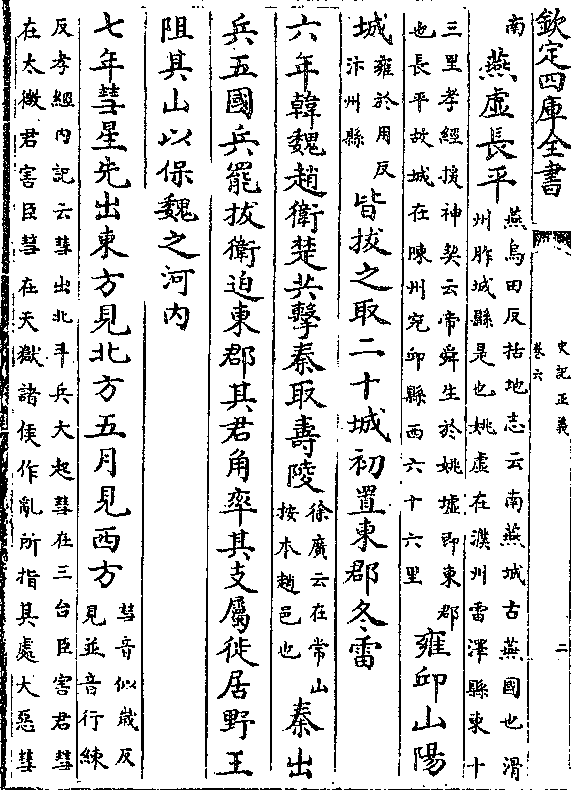 欽定四庫全書
史記正義
卷六
二
南
燕虛長平
燕烏田反括地志云南燕城古燕國也滑
州胙城縣是也姚虛在濮州雷澤縣東十
三里孝經援神契云帝舜生於姚墟即東郡
也長平故城在陳州宛邱縣西六十六里
雍邱山陽
城
雍於用反
汴州縣
皆拔之取二十城初置東郡冬雷
六年韓魏趙衛楚共擊秦取壽陵
徐廣云在常山
按本趙邑也
秦出
兵五國兵罷拔衛迫東郡其君角率其支屬徙居野王
阻其山以保魏之河内
七年彗星先出東方見北方五月見西方
彗音似嵗反
見並音行練
反孝經内記云彗出北斗兵大起彗在三台臣害君彗
在太微君害臣彗在天獄諸侯作亂所指其處大惡彗